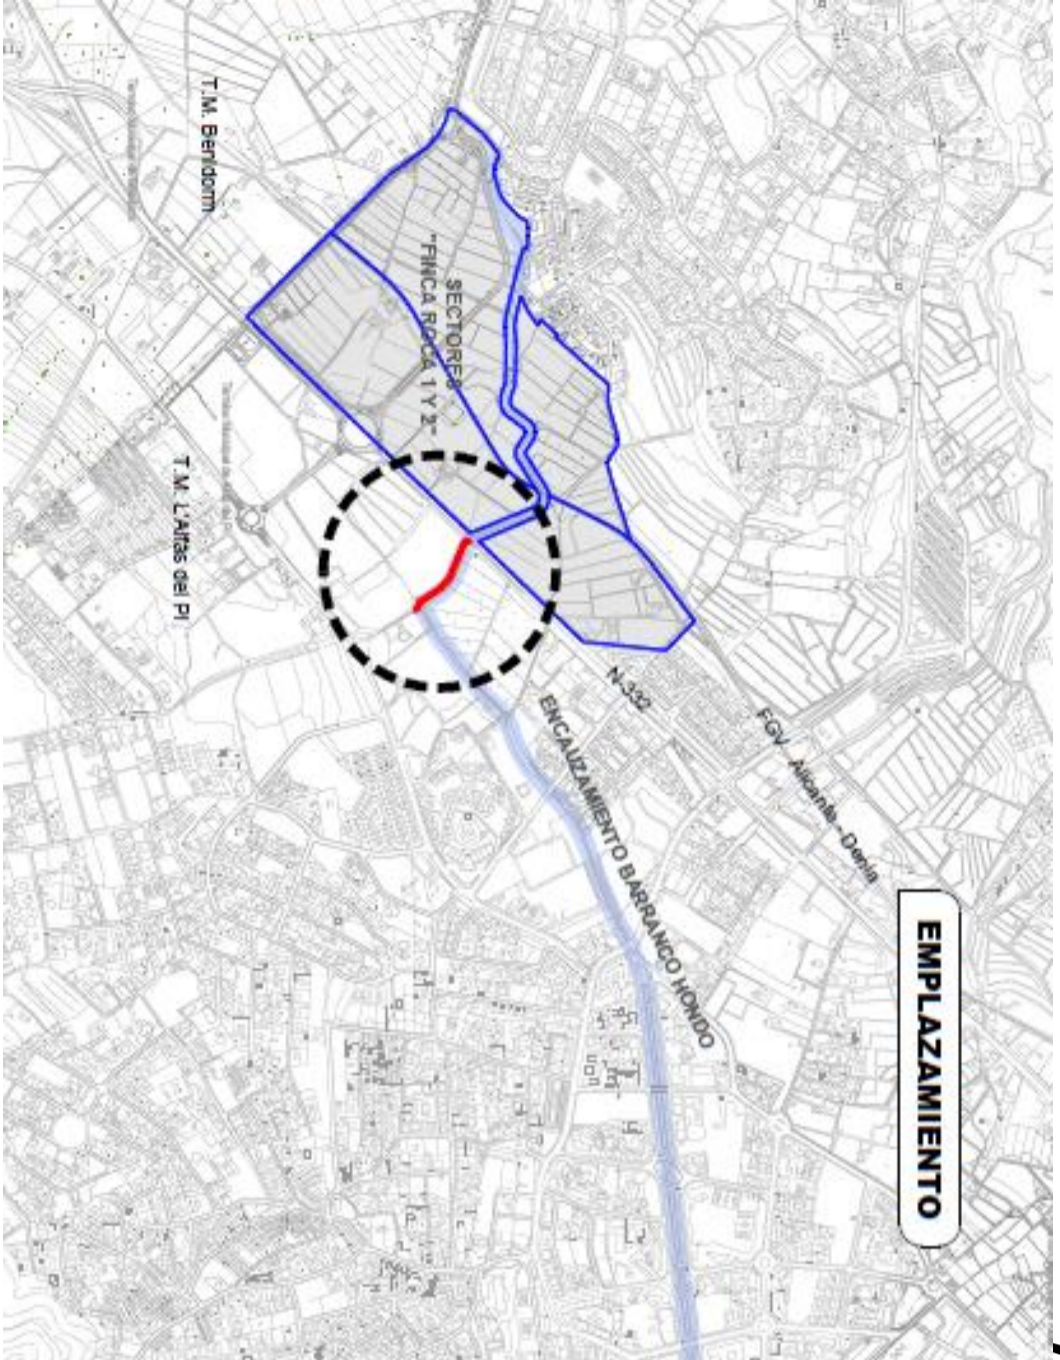 EMPLAZAMIENTO
FGV - Alicante - Denia
N-332
ENCAUZAMIENTO BARRANCO HONDO
SECTORES
"FINCA ROCA 1 Y 2"
T.M. Benidorm
T.M. L'Alfas del PI